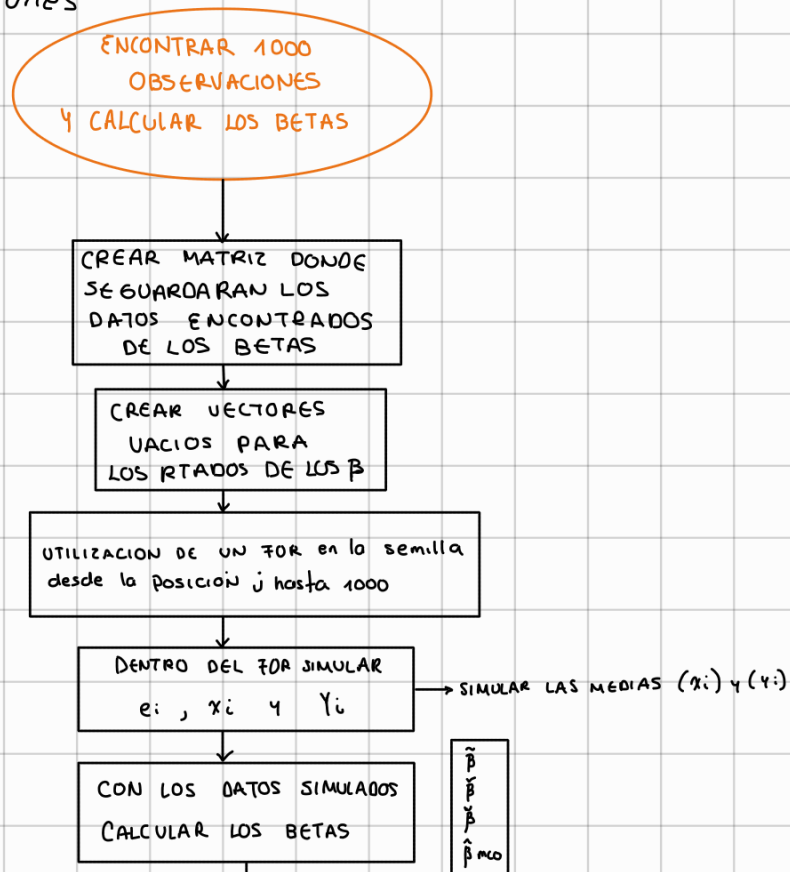 ENCONTRAR 1000
OBSERVACIONES
Y CALCULAR LOS BETAS
CREAR MATRIZ DONDE
SE GUARDARAN LOS
DATOS ENCONTRADOS
DE LOS BETAS
CREAR VECTORES
VACIOS PARA
LOS RTADOS DE LOS β
UTILIZACION DE UN FOR en la semilla
desde la posición j hasta 1000
DENTRO DEL FOR SIMULAR
ei , xi y Yi
SIMULAR LAS MEDIAS (xi) y (Yi)
CON LOS DATOS SIMULADOS
CALCULAR LOS BETAS
β̃
β̆
β̌
β̂ MCO